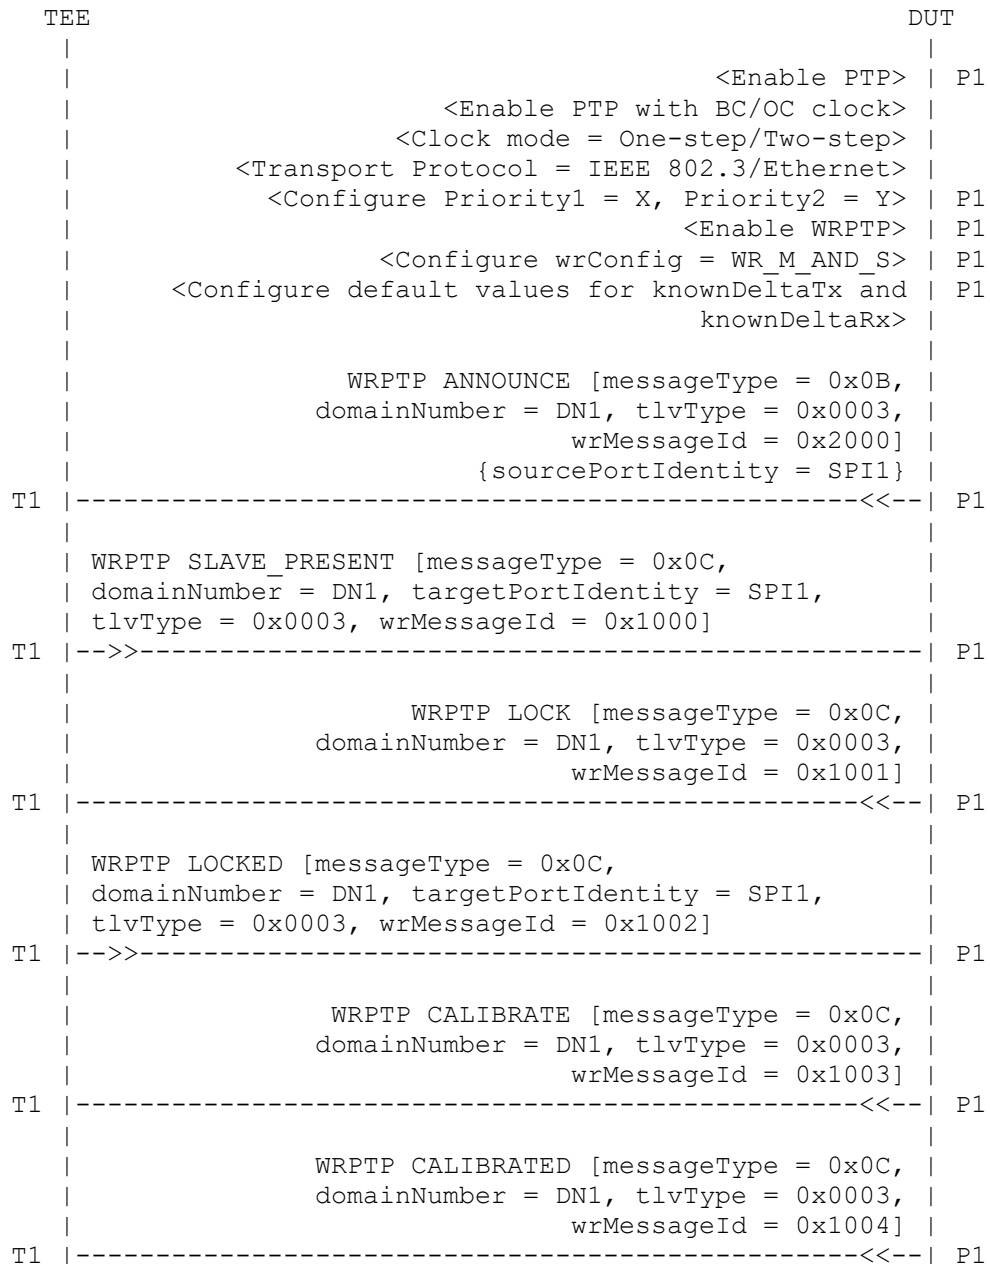 TEE DUT
| |
| <Enable PTP> | P1
| <Enable PTP with BC/OC clock> |
| <Clock mode = One-step/Two-step> |
| <Transport Protocol = IEEE 802.3/Ethernet> |
| <Configure Priority1 = X, Priority2 = Y> | P1
| <Enable WRPTP> | P1
| <Configure wrConfig = WR_M_AND_S> | P1
| <Configure default values for knownDeltaTx and | P1
| knownDeltaRx> |
| |
| WRPTP ANNOUNCE [messageType = 0x0B, |
| domainNumber = DN1, tlvType = 0x0003, |
| wrMessageId = 0x2000] |
| {sourcePortIdentity = SPI1} |
T1 |-------------------------------------------------<<--| P1
| |
| WRPTP SLAVE_PRESENT [messageType = 0x0C, |
| domainNumber = DN1, targetPortIdentity = SPI1, |
| tlvType = 0x0003, wrMessageId = 0x1000] |
T1 |-->>-------------------------------------------------| P1
| |
| WRPTP LOCK [messageType = 0x0C, |
| domainNumber = DN1, tlvType = 0x0003, |
| wrMessageId = 0x1001] |
T1 |-------------------------------------------------<<--| P1
| |
| WRPTP LOCKED [messageType = 0x0C, |
| domainNumber = DN1, targetPortIdentity = SPI1, |
| tlvType = 0x0003, wrMessageId = 0x1002] |
T1 |-->>-------------------------------------------------| P1
| |
| WRPTP CALIBRATE [messageType = 0x0C, |
| domainNumber = DN1, tlvType = 0x0003, |
| wrMessageId = 0x1003] |
T1 |-------------------------------------------------<<--| P1
| |
| WRPTP CALIBRATED [messageType = 0x0C, |
| domainNumber = DN1, tlvType = 0x0003, |
| wrMessageId = 0x1004] |
T1 |-------------------------------------------------<<--| P1